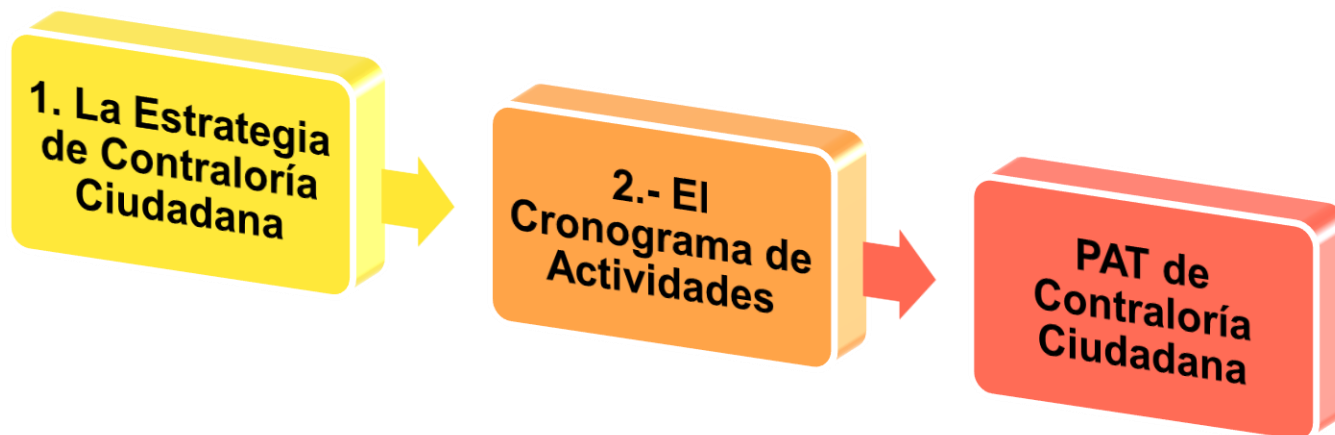 1. La Estrategia
de Contraloría
Ciudadana
2.- El
Cronograma de
Actividades
PAT de
Contraloría
Ciudadana